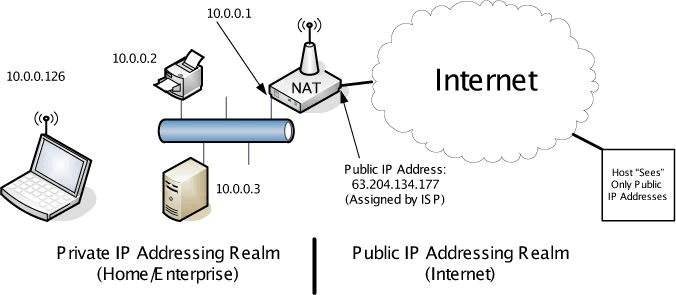 10.0.0.1
10.0.0.2
10.0.0.126
NAT
Internet
10.0.0.3
Public IP Address:
63.204.134.177
(Assigned by ISP)
Host "Sees"
Only Public
IP Addresses
Private IP Addressing Realm
(Home/Enterprise)
Public IP Addressing Realm
(Internet)